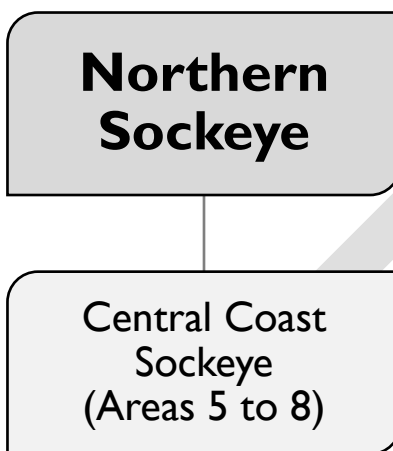 Northern
Sockeye
Central Coast
Sockeye
(Areas 5 to 8)